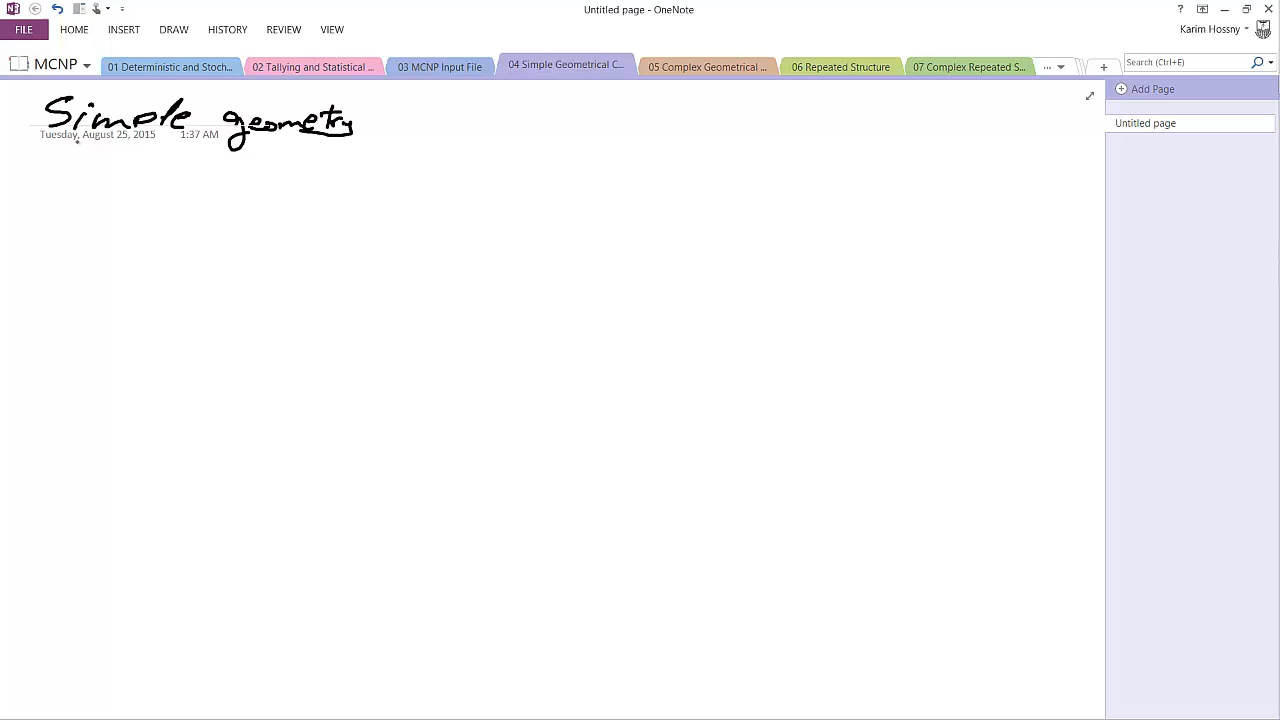 Untitled page - OneNote
?
FILE HOME INSERT DRAW HISTORY REVIEW VIEW
Karim Hossny
MCNP
01 Deterministic and Stoch...
02 Tallying and Statistical ...
03 MCNP Input File
04 Simple Geometrical C...
05 Complex Geometrical ...
06 Repeated Structure
07 Complex Repeated S...
...
+
Search (Ctrl+E)
Add Page
Untitled page
Simple geometry
Tuesday, August 25, 2015 1:37 AM